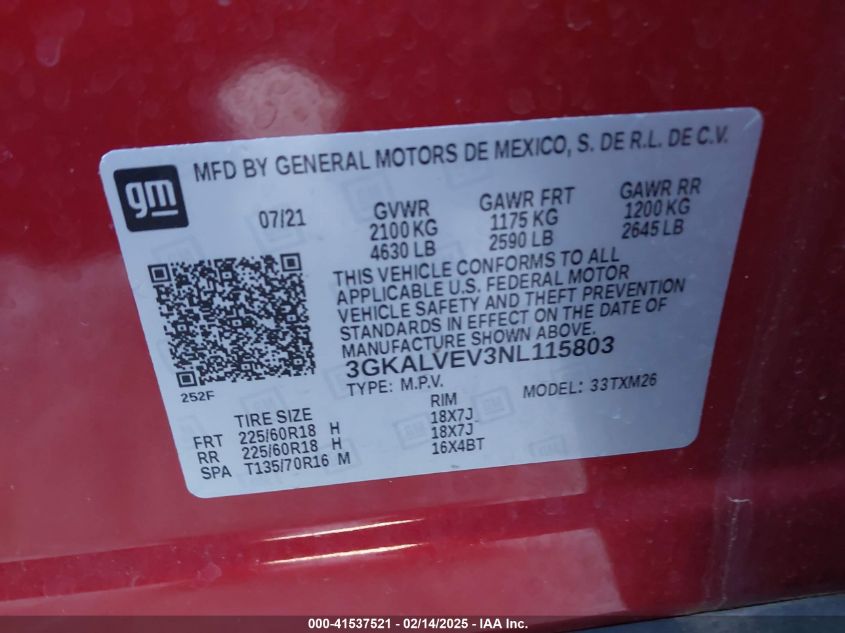 gm
MFD BY GENERAL MOTORS DE MEXICO, S. DE R.L. DE C.V.
07/21
GVWR
2100 KG
4630 LB
GAWR FRT
1175 KG
2590 LB
GAWR RR
1200 KG
2645 LB
THIS VEHICLE CONFORMS TO ALL
APPLICABLE U.S. FEDERAL MOTOR
VEHICLE SAFETY AND THEFT PREVENTION
STANDARDS IN EFFECT ON THE DATE OF
MANUFACTURE SHOWN ABOVE.
3GKALVEV3NL115803
TYPE: M.P.V. MODEL: 33TXM26
252F
TIRE SIZE RIM
FRT 225/60R18 H 18X7J
RR 225/60R18 H 18X7J
SPA T135/70R16 M 16X4BT
000-41537521 - 02/14/2025 - IAA Inc.